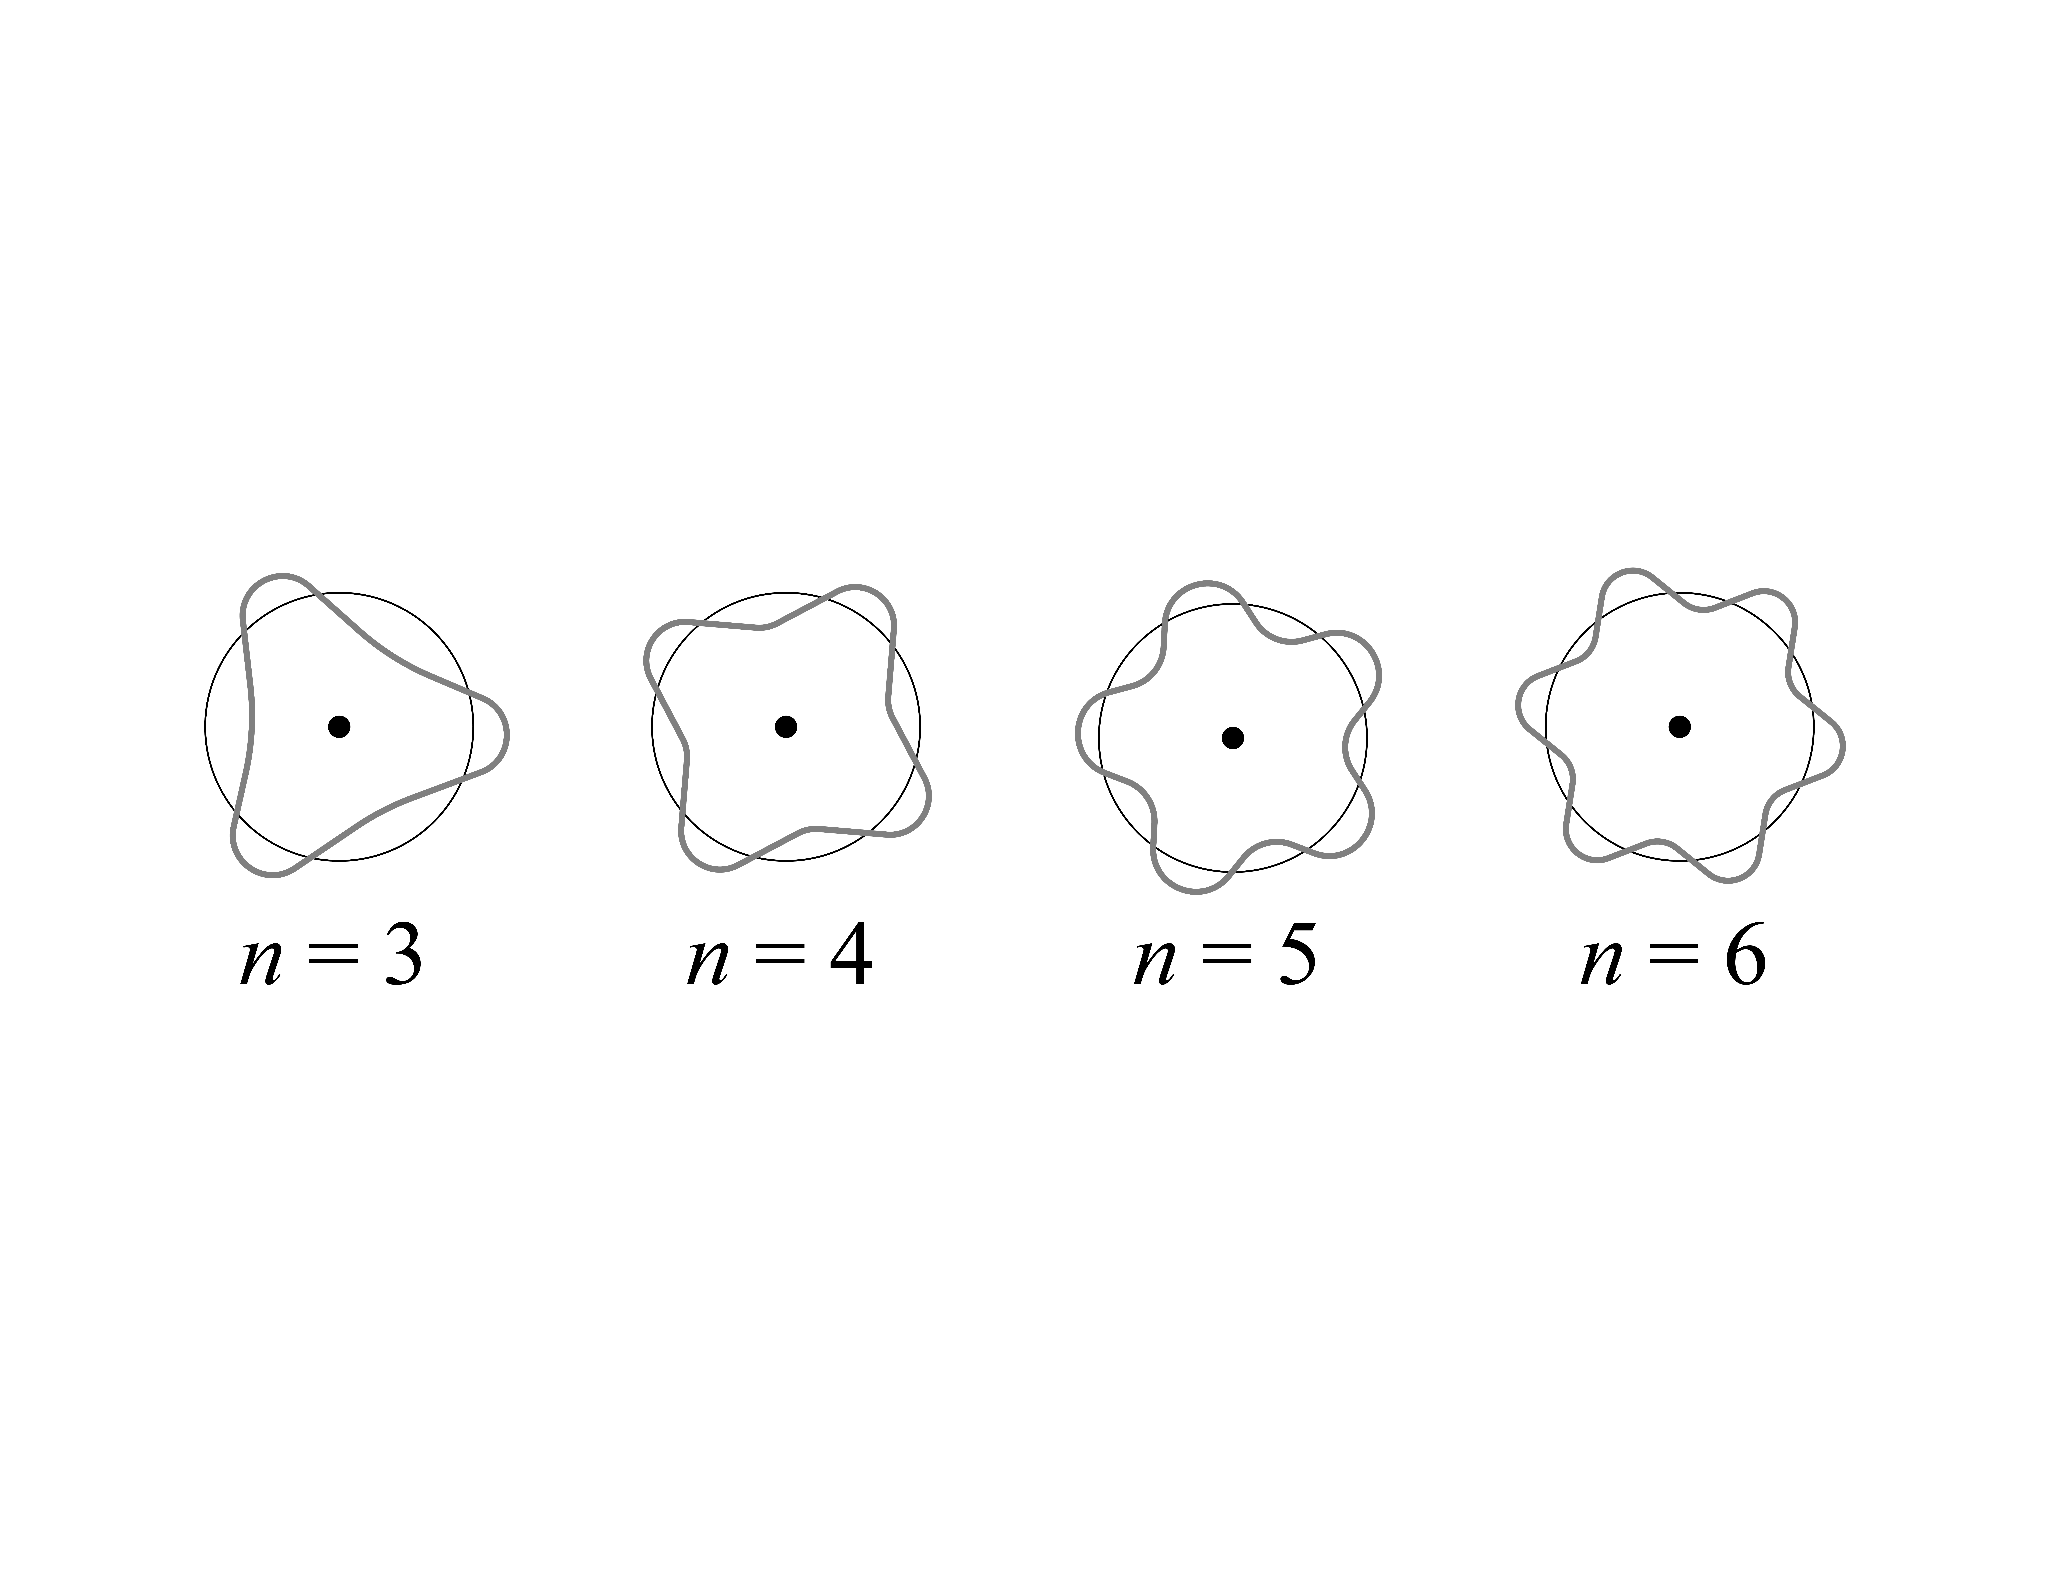 n = 3 n = 4 n = 5 n = 6